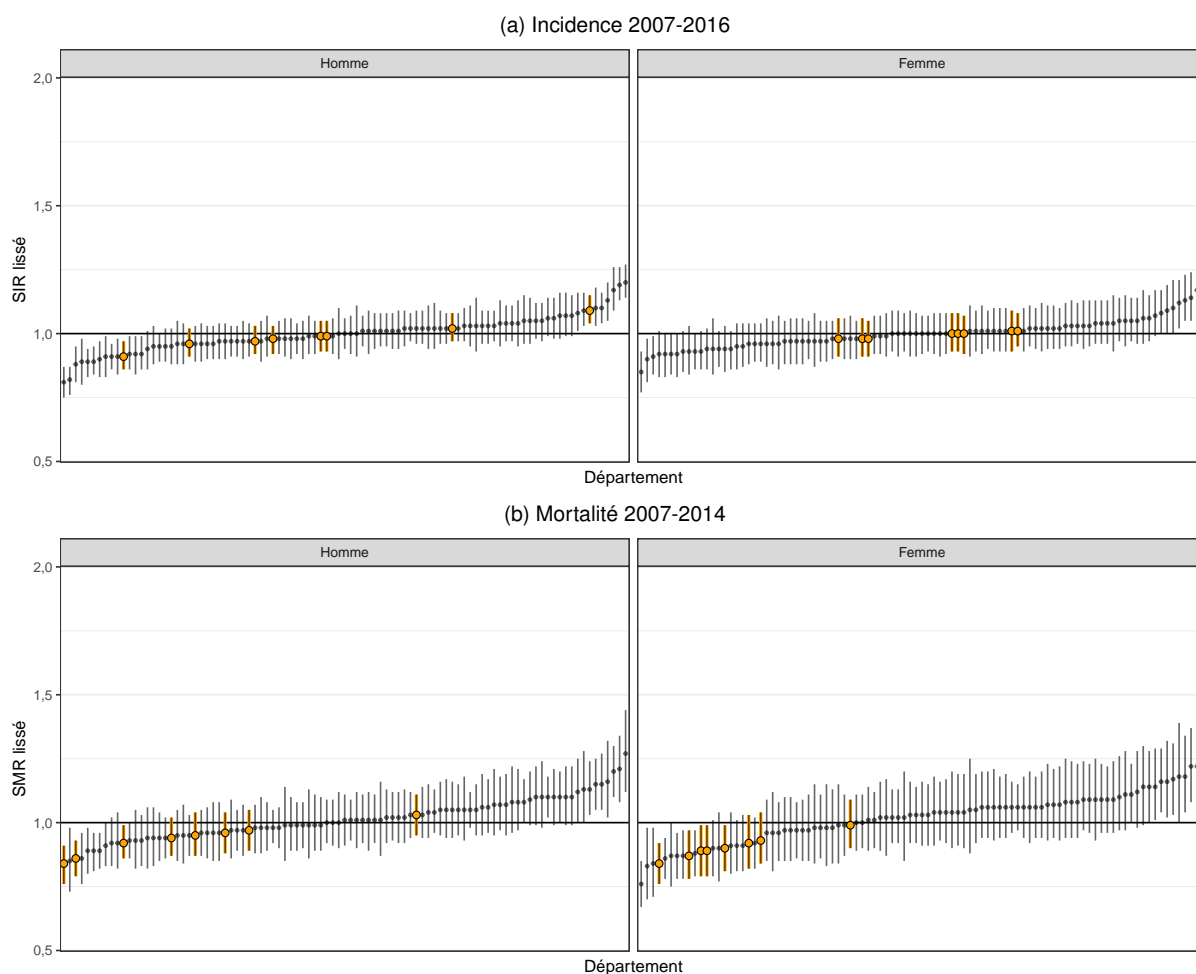 (a) Incidence 2007-2016
Homme
Femme
2,0
1,5
1,0
0,5
SIR lissé
Département
(b) Mortalité 2007-2014
Homme
Femme
2,0
1,5
1,0
0,5
SMR lissé
Département